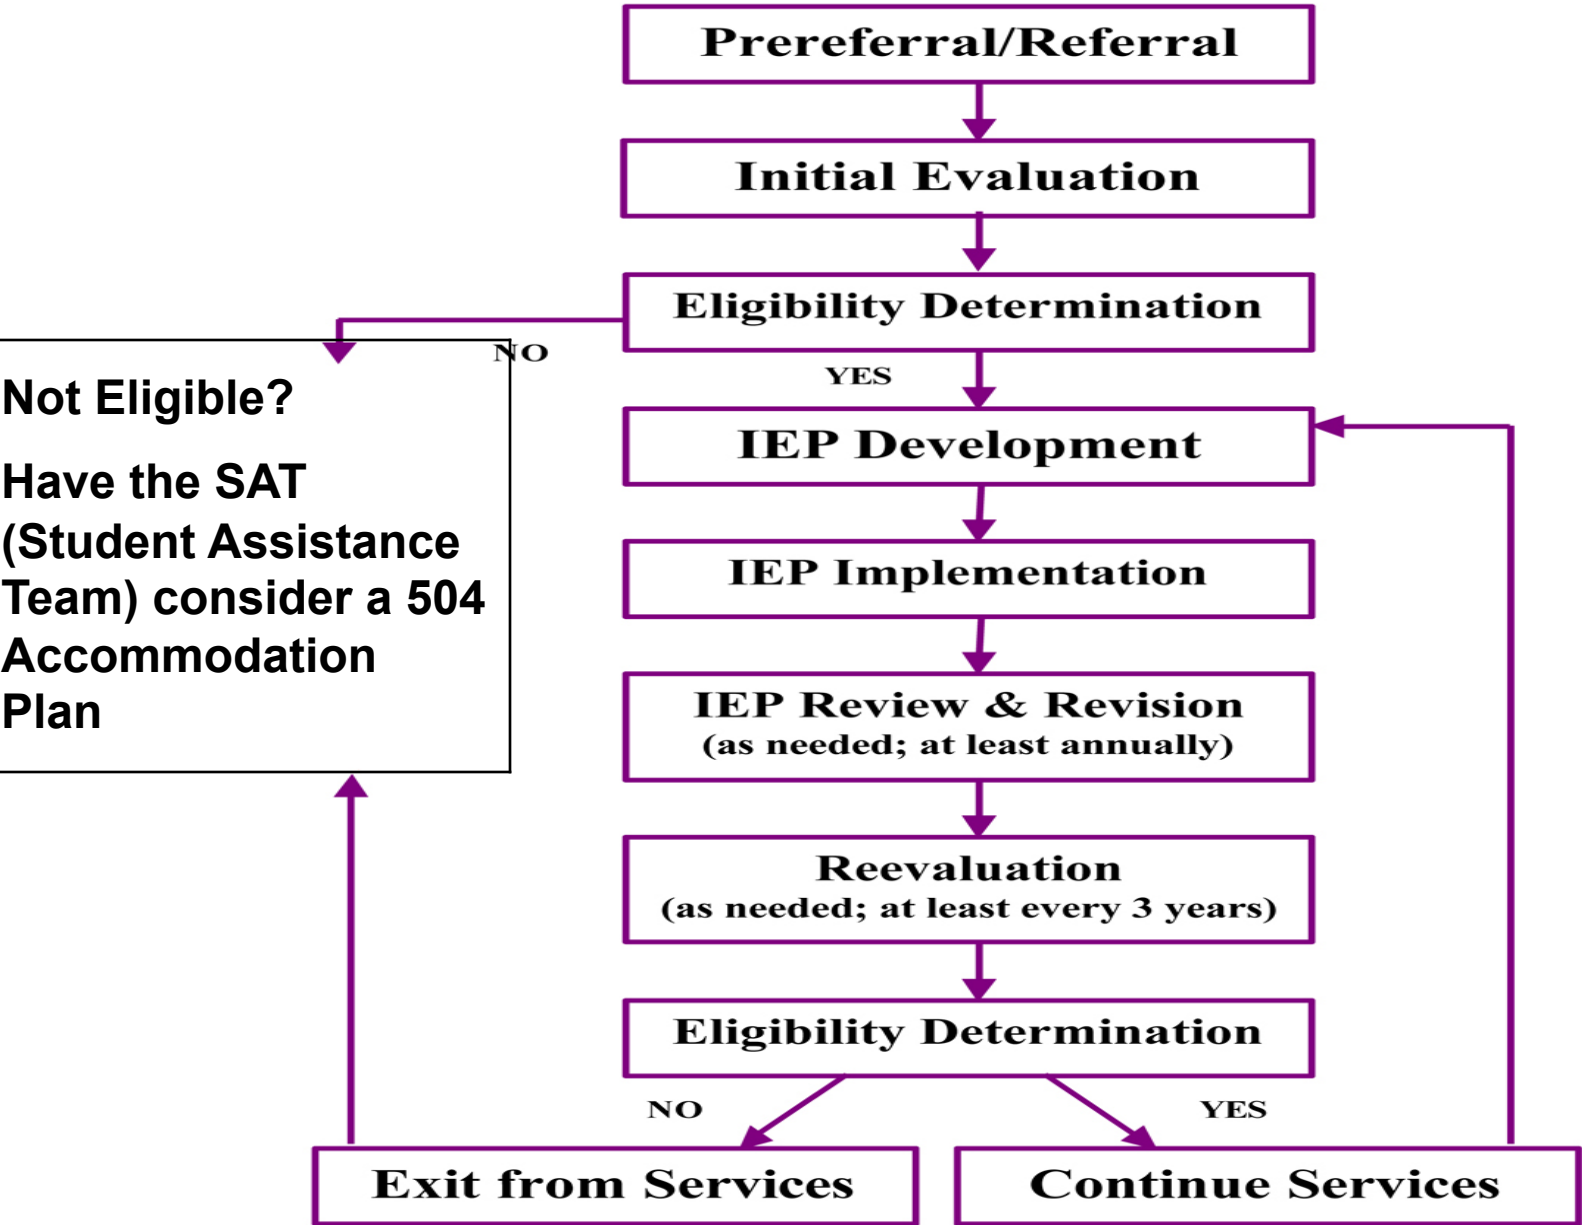 Prereferral/Referral
Initial Evaluation
Eligibility Determination
NO
YES
Not Eligible?
Have the SAT
(Student Assistance
Team) consider a 504
Accommodation
Plan
IEP Development
IEP Implementation
IEP Review & Revision
(as needed; at least annually)
Reevaluation
(as needed; at least every 3 years)
Eligibility Determination
NO
YES
Exit from Services
Continue Services